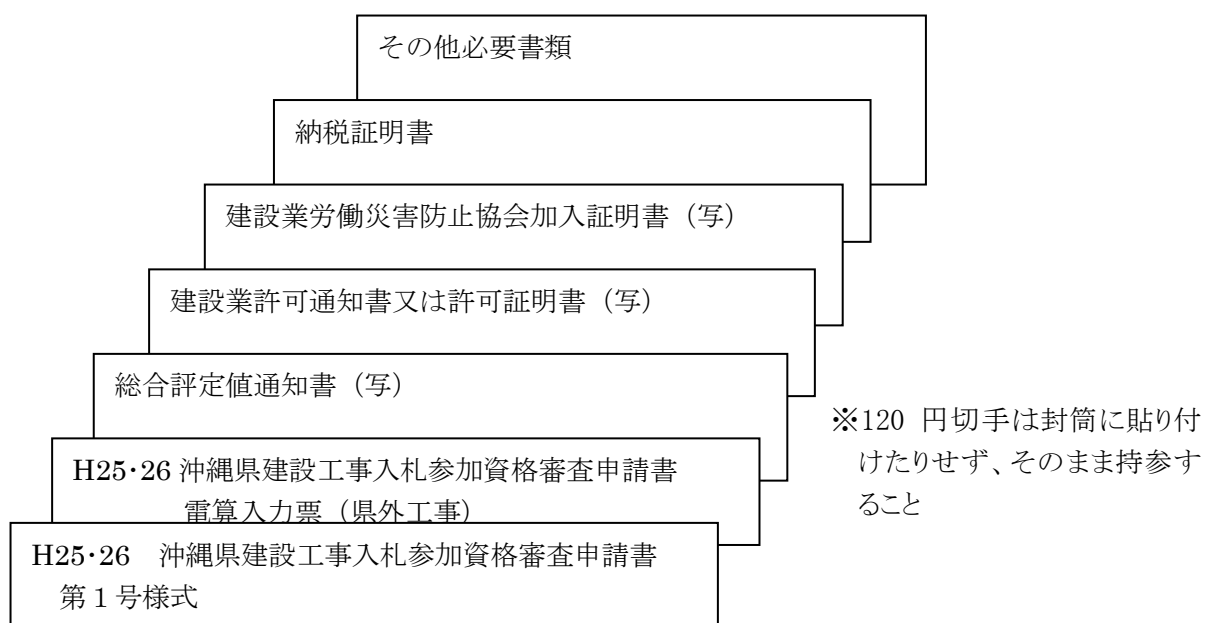 その他必要書類
納税証明書
建設業労働災害防止協会加入証明書（写）
建設業許可通知書又は許可証明書（写）
総合評定値通知書（写）
※120 円切手は封筒に貼り付
けたりせず、そのまま持参す
ること
H25･26 沖縄県建設工事入札参加資格審査申請書
電算入力票（県外工事）
H25･26　沖縄県建設工事入札参加資格審査申請書
第１号様式